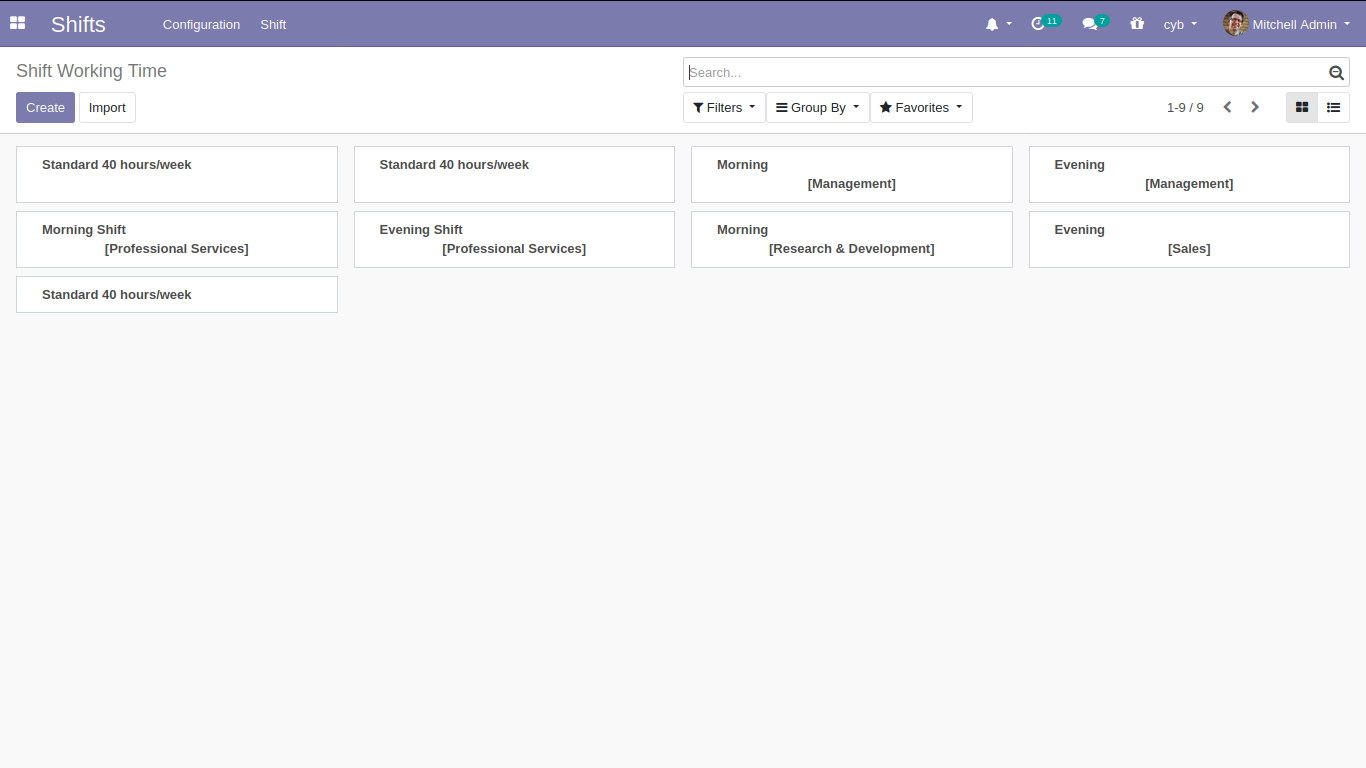 Shifts Configuration Shift 11 7 cyb Mitchell Admin
Shift Working Time
Search...
Create Import Filters Group By Favorites 1-9 / 9
Standard 40 hours/week
Standard 40 hours/week
Morning
[Management]
Evening
[Management]
Morning Shift
[Professional Services]
Evening Shift
[Professional Services]
Morning
[Research & Development]
Evening
[Sales]
Standard 40 hours/week